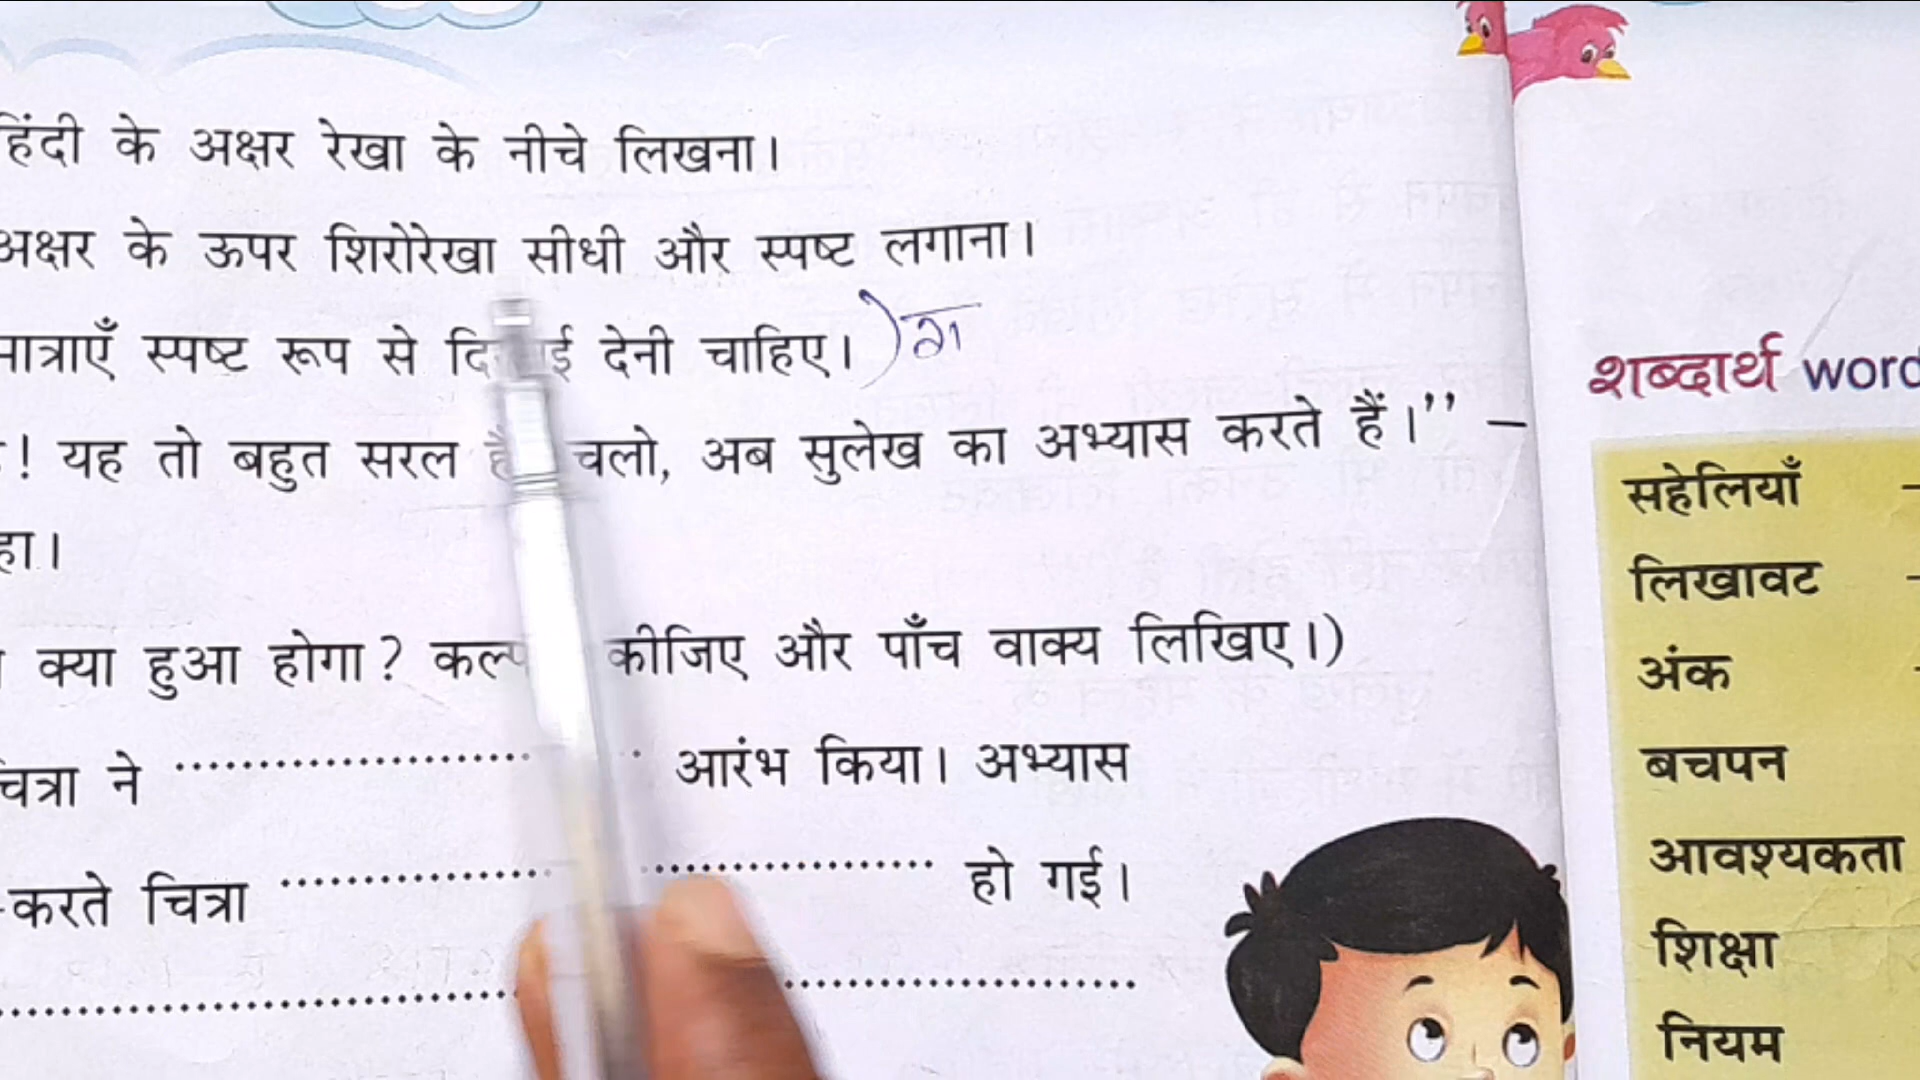 हिंदी के अक्षर रेखा के नीचे लिखना।
अक्षर के ऊपर शिरोरेखा सीधी और स्पष्ट लगाना।
मात्राएँ स्पष्ट रूप से देनी चाहिए।
! यह तो बहुत सरल चलो, अब सुलेख का अभ्यास करते हैं।’’ –
क्या हुआ होगा? कीजिए और पाँच वाक्य लिखिए।)
चित्रा ने .................... आरंभ किया। अभ्यास
-करते चित्रा .................... हो गई।
शब्दार्थ word
सहेलियाँ –
लिखावट –
अंक –
बचपन
आवश्यकता
शिक्षा
नियम